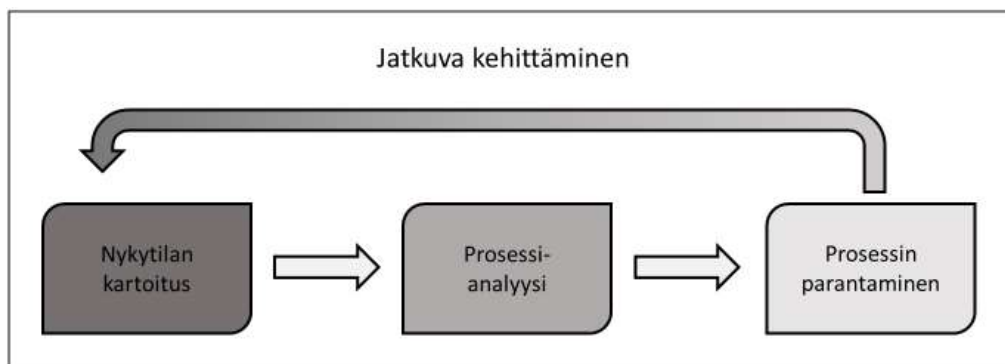 Jatkuva kehittäminen
Nykytilan
kartoitus
Prosessi-
analyysi
Prosessin
parantaminen